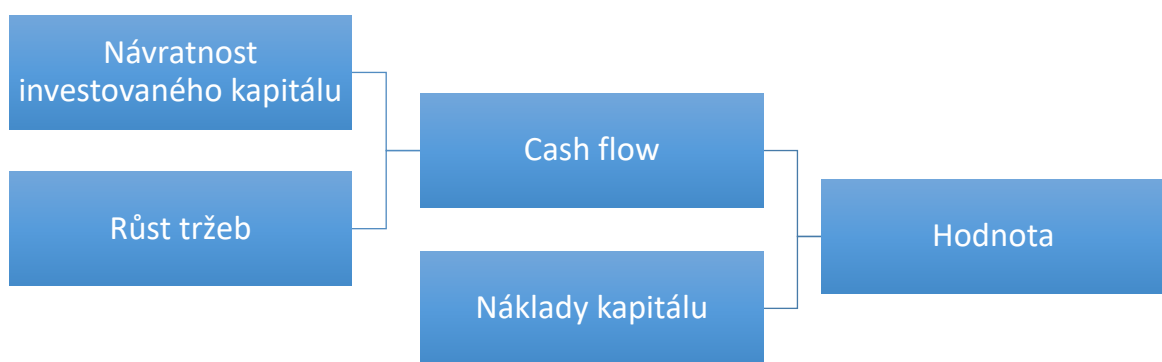 Návratnost
investovaného kapitálu
Růst tržeb
Cash flow
Náklady kapitálu
Hodnota